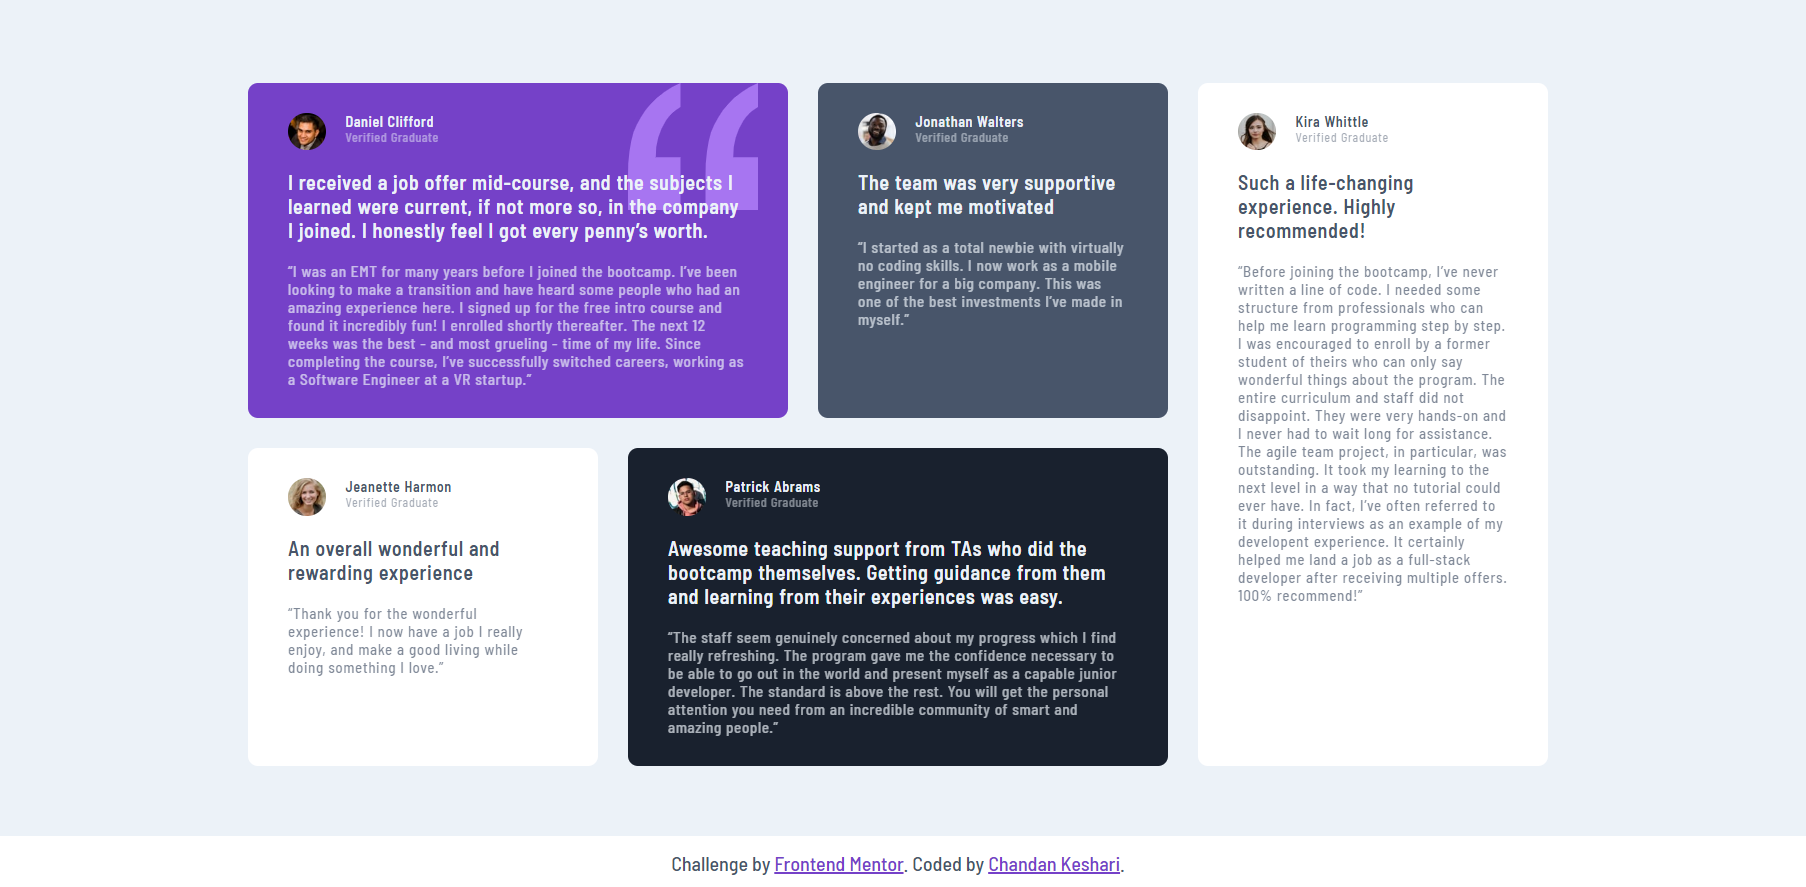 Daniel Clifford
Verified Graduate
I received a job offer mid-course, and the subjects I
learned were current, if not more so, in the company
I joined. I honestly feel I got every penny’s worth.
“I was an EMT for many years before I joined the bootcamp. I’ve been
looking to make a transition and have heard some people who had an
amazing experience here. I signed up for the free intro course and
found it incredibly fun! I enrolled shortly thereafter. The next 12
weeks was the best - and most grueling - time of my life. Since
completing the course, I’ve successfully switched careers, working as
a Software Engineer at a VR startup.”
Jonathan Walters
Verified Graduate
The team was very supportive
and kept me motivated
“I started as a total newbie with virtually
no coding skills. I now work as a mobile
engineer for a big company. This was
one of the best investments I’ve made in
myself.”
Kira Whittle
Verified Graduate
Such a life-changing
experience. Highly
recommended!
“Before joining the bootcamp, I’ve never
written a line of code. I needed some
structure from professionals who can
help me learn programming step by step.
I was encouraged to enroll by a former
student of theirs who can only say
wonderful things about the program. The
entire curriculum and staff did not
disappoint. They were very hands-on and
I never had to wait long for assistance.
The agile team project, in particular, was
outstanding. It took my learning to the
next level in a way that no tutorial could
ever have. In fact, I’ve often referred to
it during interviews as an example of my
developent experience. It certainly
helped me land a job as a full-stack
developer after receiving multiple offers.
100% recommend!”
Jeanette Harmon
Verified Graduate
An overall wonderful and
rewarding experience
“Thank you for the wonderful
experience! I now have a job I really
enjoy, and make a good living while
doing something I love.”
Patrick Abrams
Verified Graduate
Awesome teaching support from TAs who did the
bootcamp themselves. Getting guidance from them
and learning from their experiences was easy.
“The staff seem genuinely concerned about my progress which I find
really refreshing. The program gave me the confidence necessary to
be able to go out in the world and present myself as a capable junior
developer. The standard is above the rest. You will get the personal
attention you need from an incredible community of smart and
amazing people.”
Challenge by Frontend Mentor. Coded by Chandan Keshari.